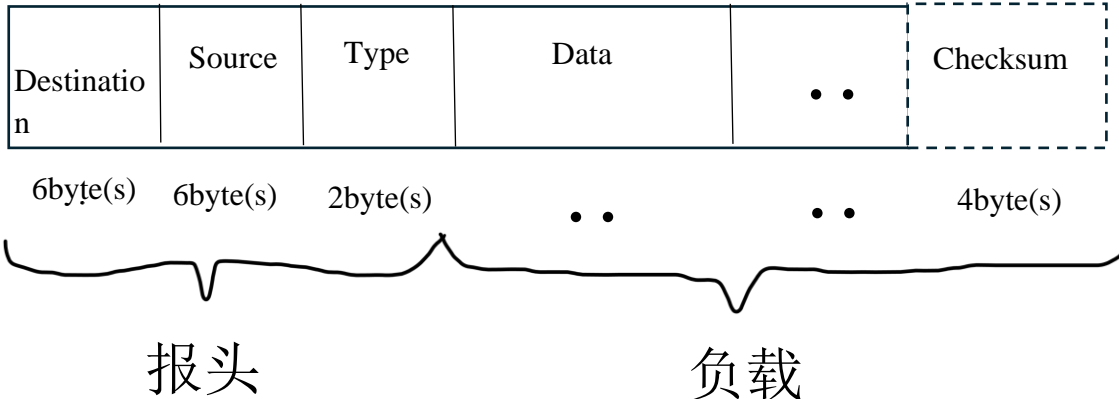 Destinatio
n
Source
Type
Data
Checksum
6byte(s)
6byte(s)
2byte(s)
4byte(s)
报头
负载